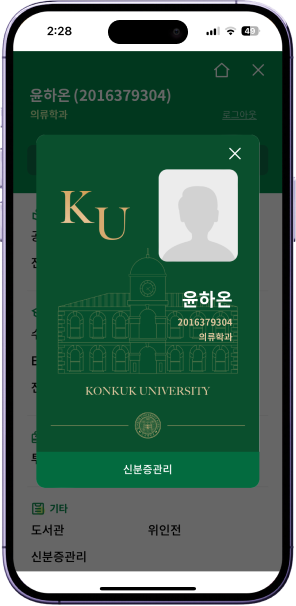 2:28
49
윤하온 (2016379304)
의류학과
로그아웃
KU
윤하온
2016379304
의류학과
KONKUK UNIVERSITY
신분증관리
기타
도서관 위인전
신분증관리